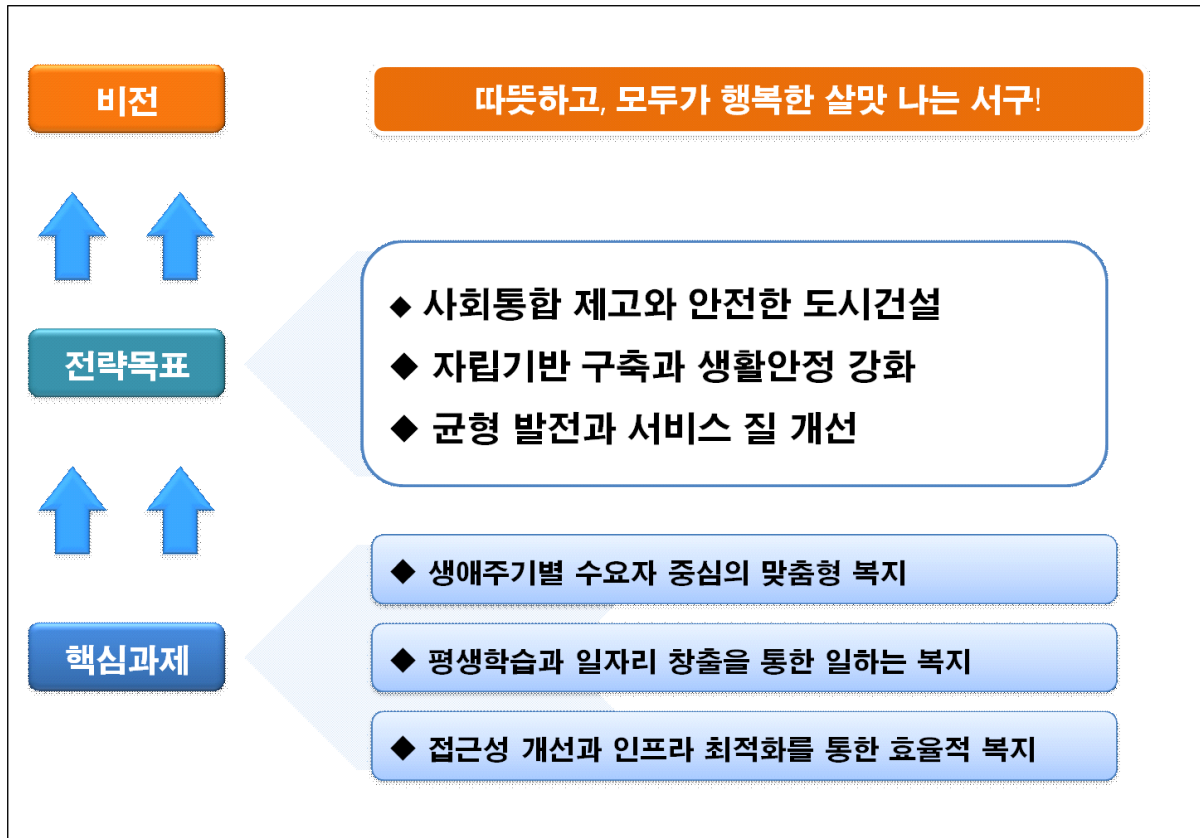 비전
따뜻하고, 모두가 행복한 살맛 나는 서구!
전략목표
◆ 사회통합 제고와 안전한 도시건설
◆ 자립기반 구축과 생활안정 강화
◆ 균형 발전과 서비스 질 개선
핵심과제
◆ 생애주기별 수요자 중심의 맞춤형 복지
◆ 평생학습과 일자리 창출을 통한 일하는 복지
◆ 접근성 개선과 인프라 최적화를 통한 효율적 복지